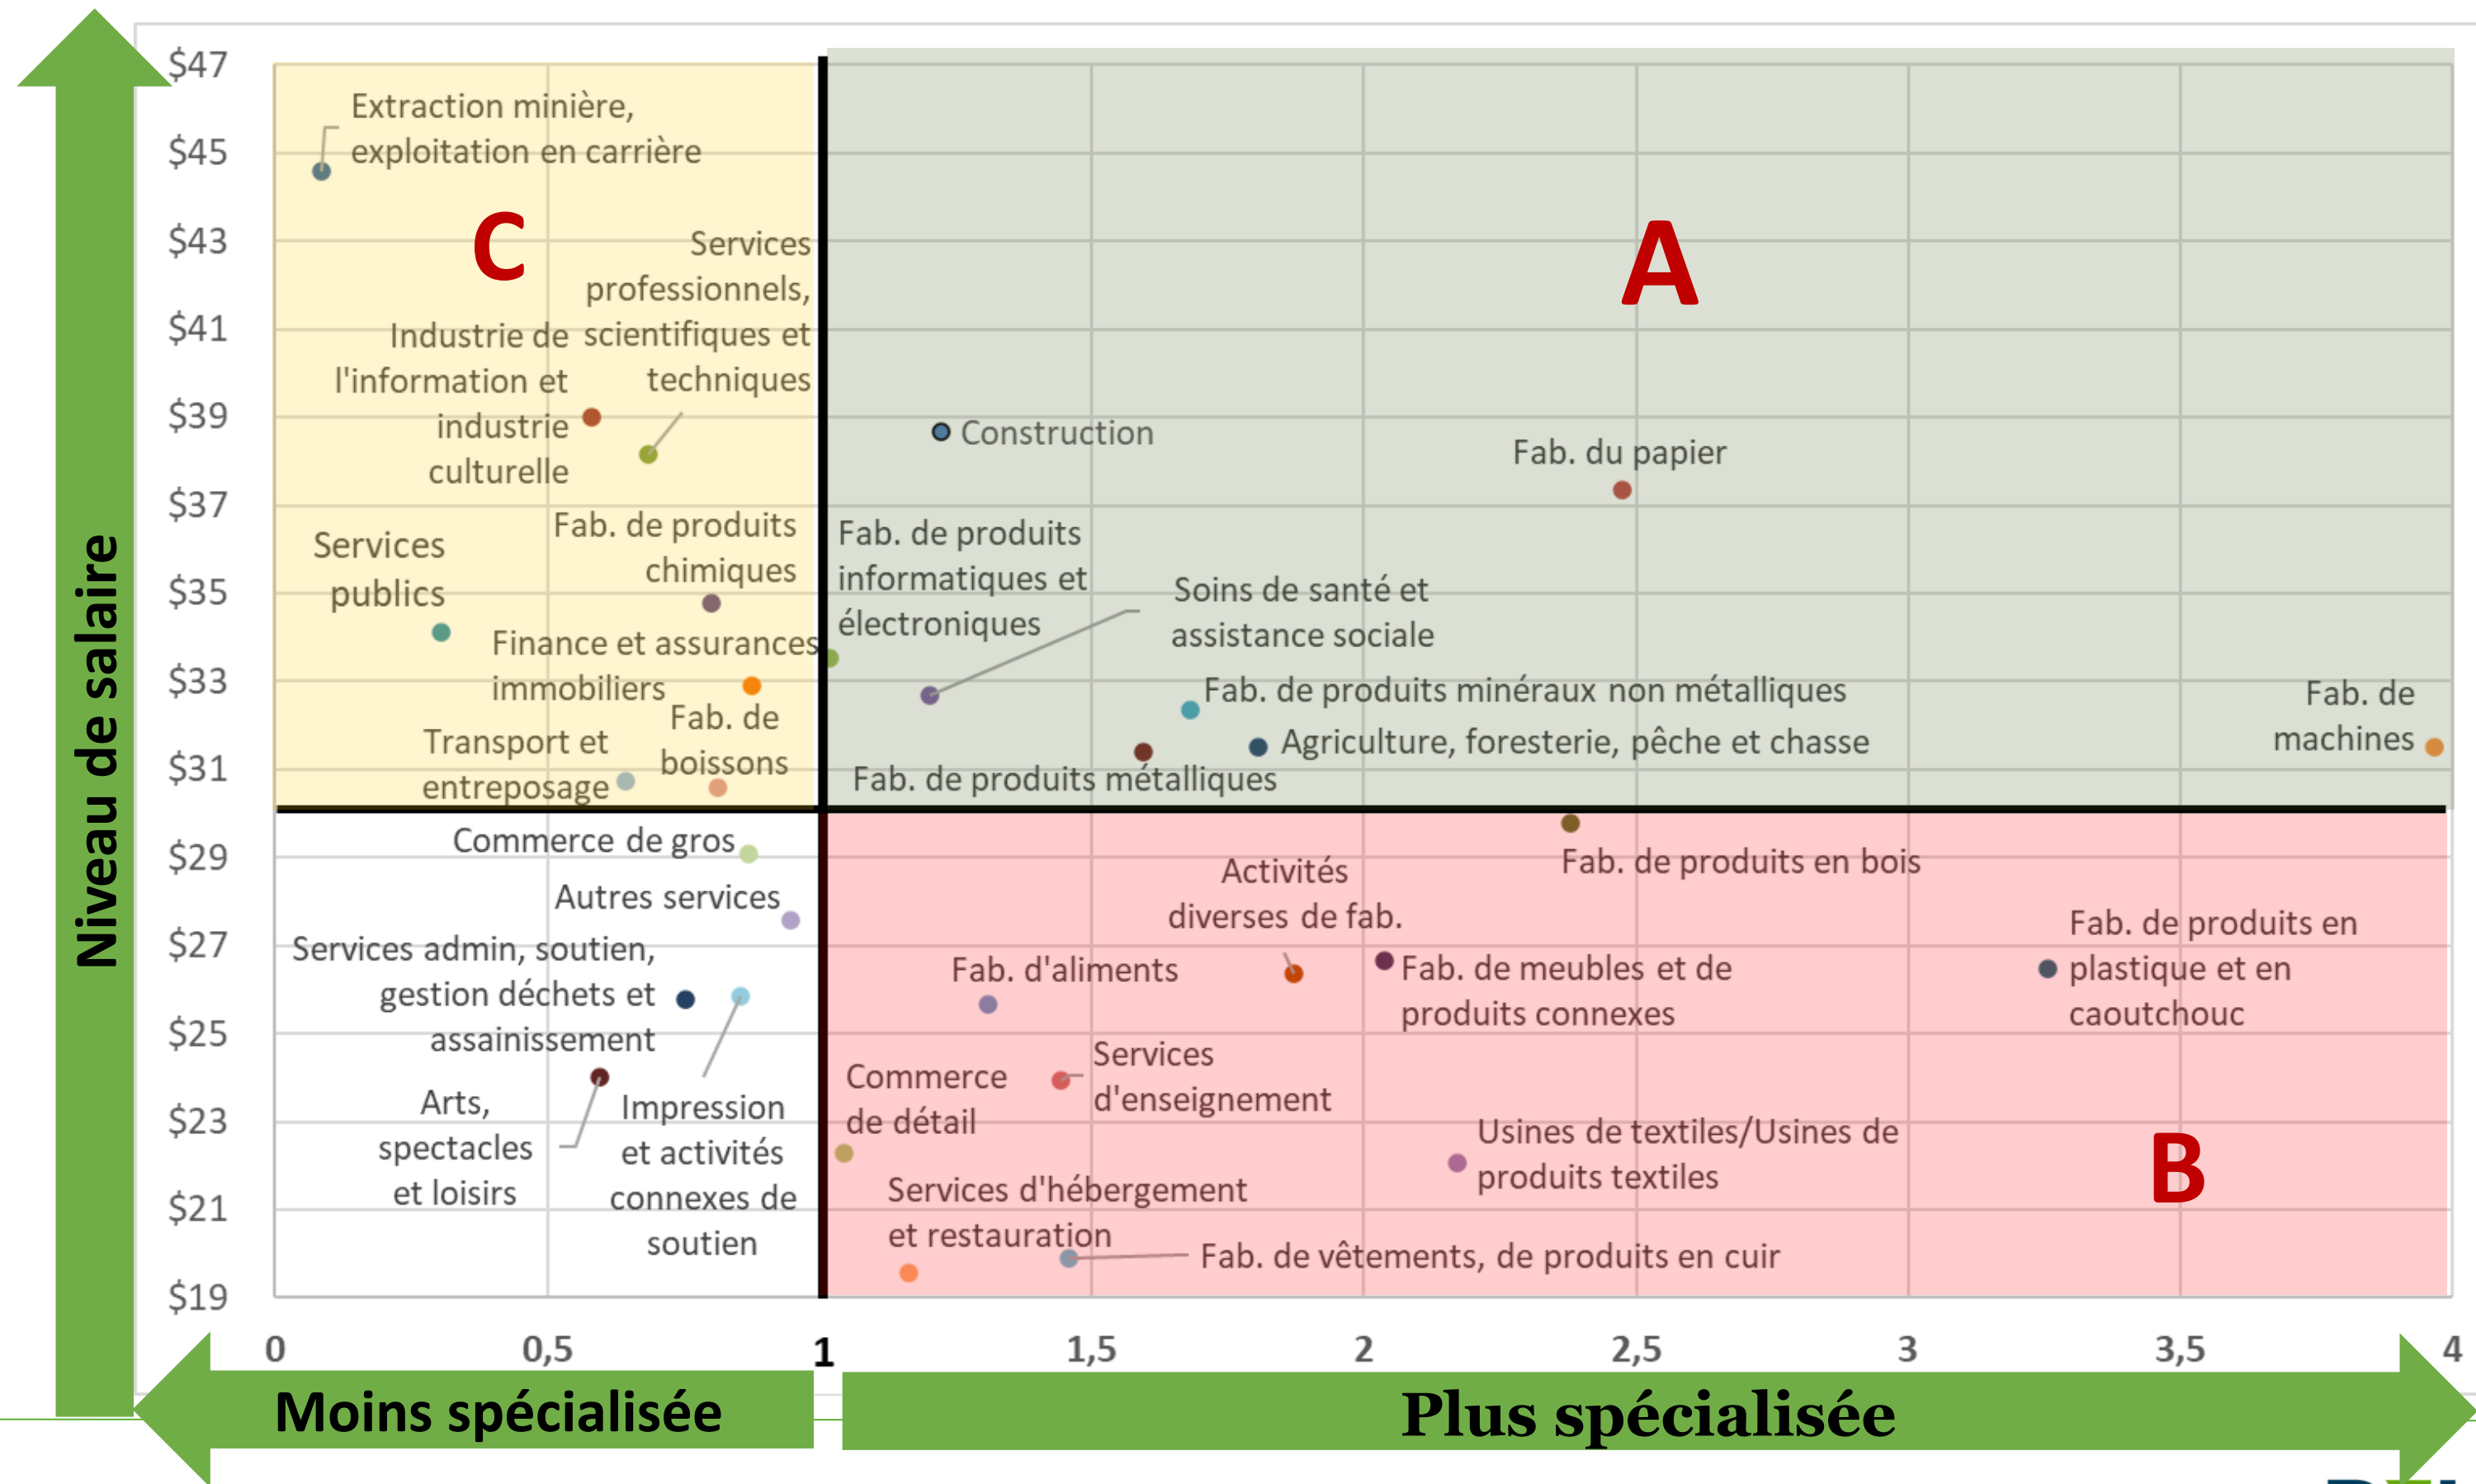 $47
$45
$43
$41
$39
$37
$35
$33
$31
$29
$27
$25
$23
$21
$19
Niveau de salaire
Extraction minière,
exploitation en carrière
C
Services
professionnels,
scientifiques et
techniques
Industrie de
l'information et
industrie
culturelle
Fab. de produits
chimiques
Services
publics
Finance et assurances
immobiliers
Fab. de
boissons
Transport et
entreposage
A
Construction
Fab. du papier
Fab. de produits
informatiques et
électroniques
Soins de santé et
assistance sociale
Fab. de produits minéraux non métalliques
Agriculture, foresterie, pêche et chasse
Fab. de produits métalliques
Fab. de
machines
Commerce de gros
Autres services
Services admin, soutien,
gestion déchets et
assainissement
Arts,
spectacles
et loisirs
Impression
et activités
connexes de
soutien
Fab. de produits en bois
Activités
diverses de fab.
Fab. d'aliments
Fab. de meubles et de
produits connexes
Fab. de produits en
plastique et en
caoutchouc
Commerce
de détail
Services
d'enseignement
Usines de textiles/Usines de
produits textiles
B
Services d'hébergement
et restauration
Fab. de vêtements, de produits en cuir
0 0,5 1 1,5 2 2,5 3 3,5 4
Moins spécialisée
Plus spécialisée